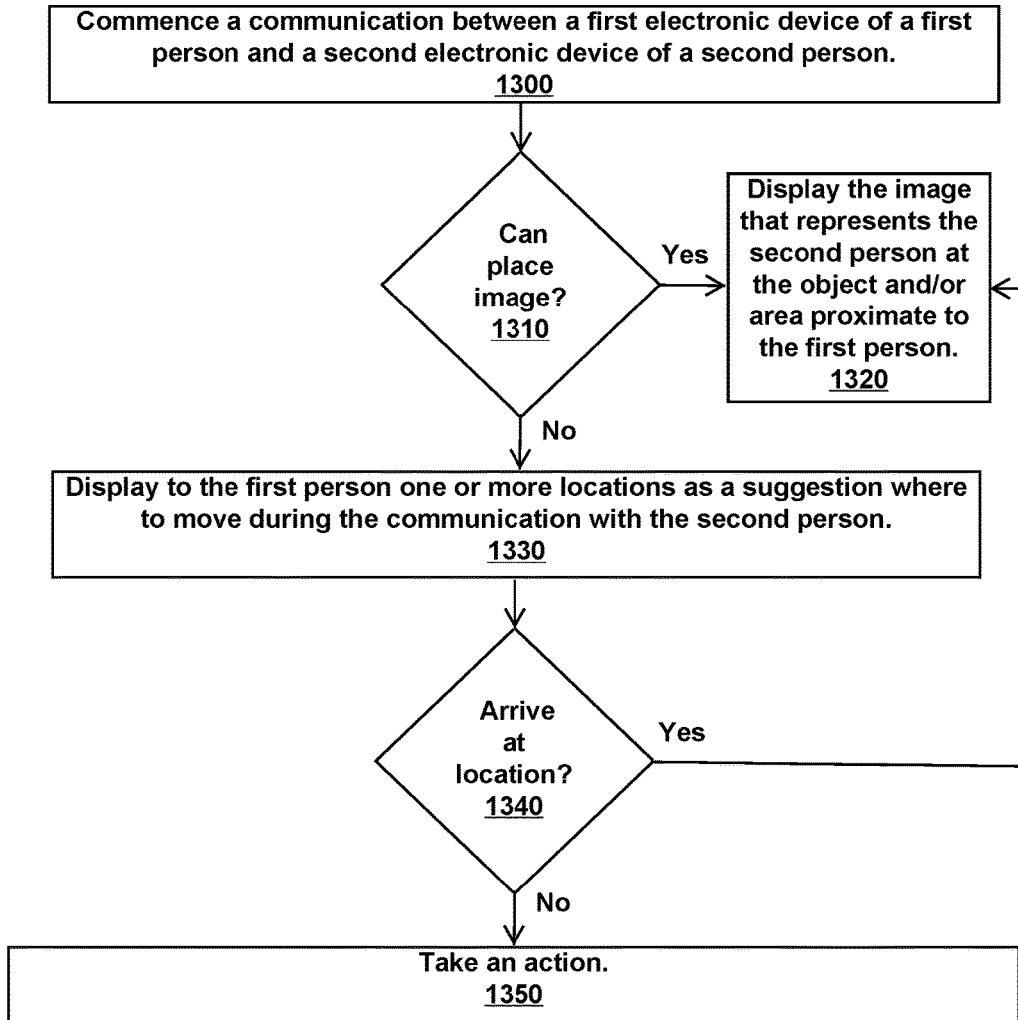 Commence a communication between a first electronic device of a first
person and a second electronic device of a second person.
1300
Can
place
image?
1310
Yes
Display the image
that represents the
second person at
the object and/or
area proximate to
the first person.
1320
No
Display to the first person one or more locations as a suggestion where
to move during the communication with the second person.
1330
Arrive
at
location?
1340
Yes
No
Take an action.
1350